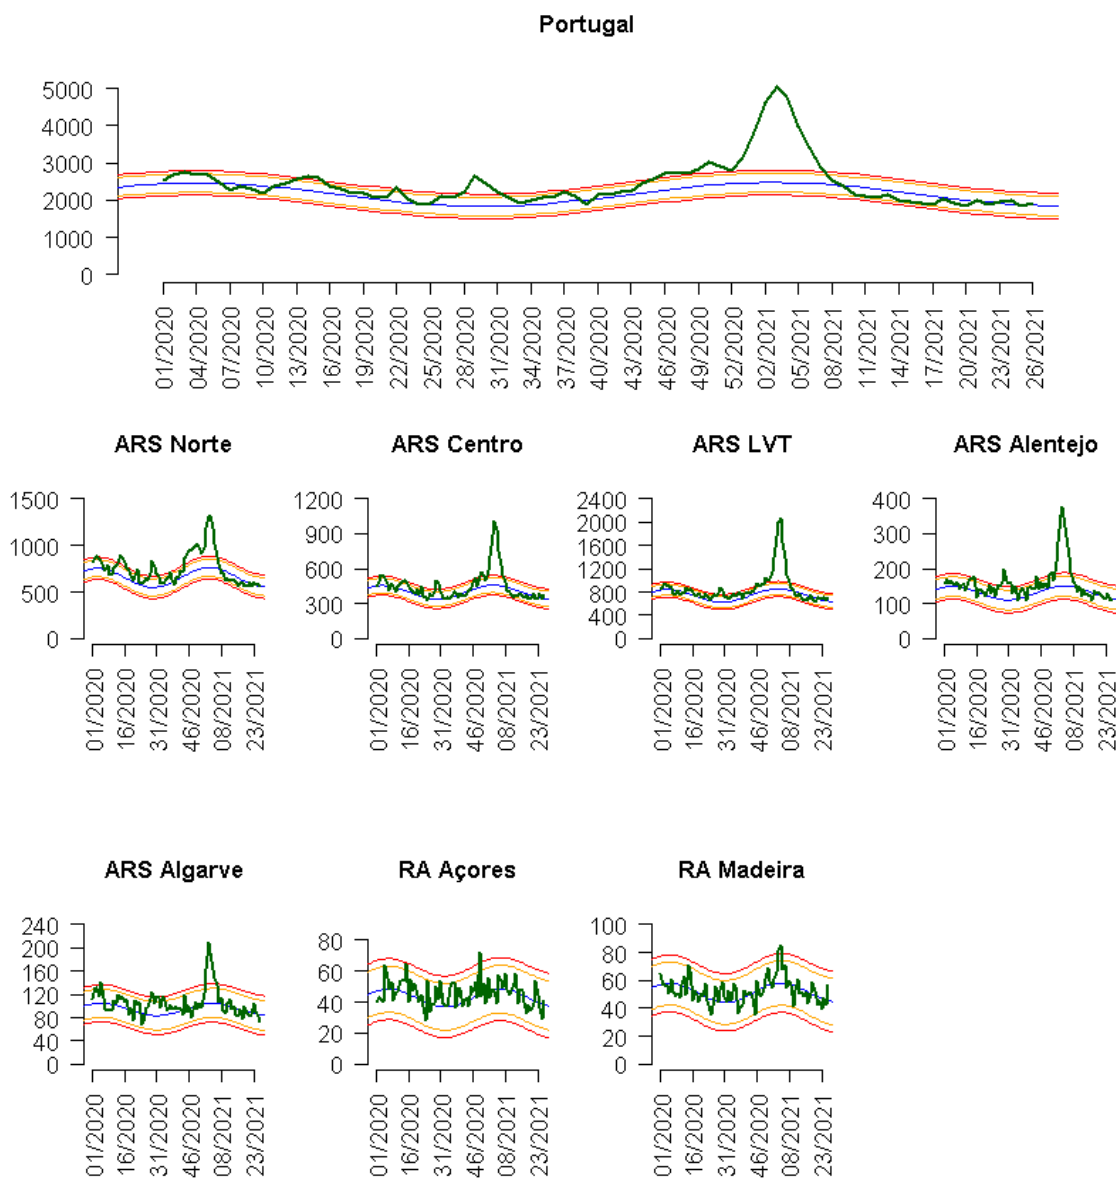 Portugal
5000
4000
3000
2000
1000
0
01/2020 04/2020 07/2020 10/2020 13/2020 16/2020 19/2020 22/2020 25/2020 28/2020 31/2020 34/2020 37/2020 40/2020 43/2020 46/2020 49/2020 52/2020 02/2021 05/2021 08/2021 11/2021 14/2021 17/2021 20/2021 23/2021 26/2021
ARS Norte
1500
1000
500
0
01/2020 16/2020 31/2020 46/2020 08/2021 23/2021
ARS Centro
1200
900
600
300
0
01/2020 16/2020 31/2020 46/2020 08/2021 23/2021
ARS LVT
2400
2000
1600
1200
800
400
0
01/2020 16/2020 31/2020 46/2020 08/2021 23/2021
ARS Alentejo
400
300
200
100
0
01/2020 16/2020 31/2020 46/2020 08/2021 23/2021
ARS Algarve
240
200
160
120
80
40
0
01/2020 16/2020 31/2020 46/2020 08/2021 23/2021
RA Açores
80
60
40
20
0
01/2020 16/2020 31/2020 46/2020 08/2021 23/2021
RA Madeira
100
80
60
40
20
0
01/2020 16/2020 31/2020 46/2020 08/2021 23/2021